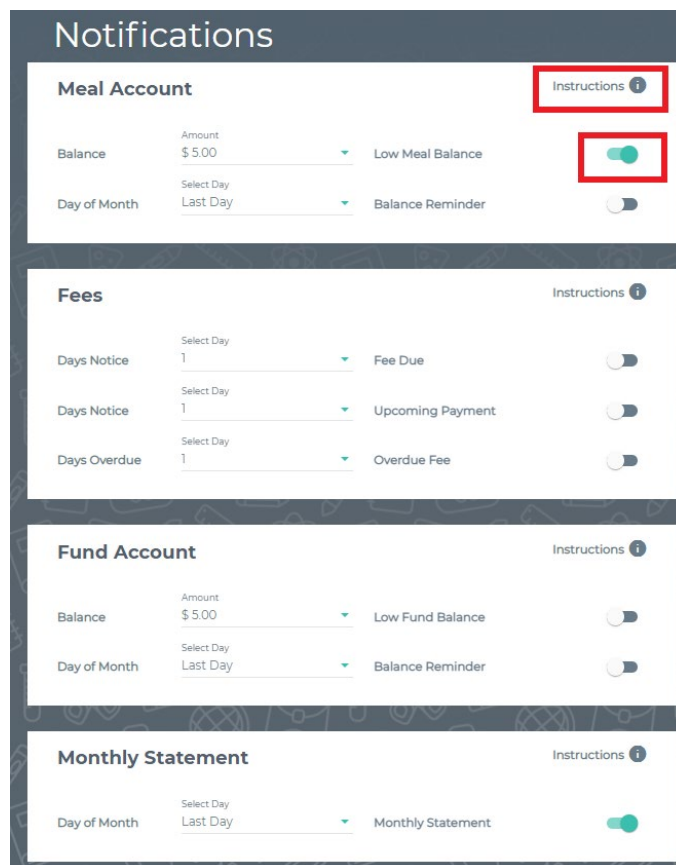 Notifications
Meal Account
Instructions i
Amount
Balance $ 5.00 Low Meal Balance
Select Day
Day of Month Last Day Balance Reminder
Fees
Instructions i
Select Day
Days Notice 1 Fee Due
Select Day
Days Notice 1 Upcoming Payment
Select Day
Days Overdue 1 Overdue Fee
Fund Account
Instructions i
Amount
Balance $ 5.00 Low Fund Balance
Select Day
Day of Month Last Day Balance Reminder
Monthly Statement
Instructions i
Select Day
Day of Month Last Day Monthly Statement